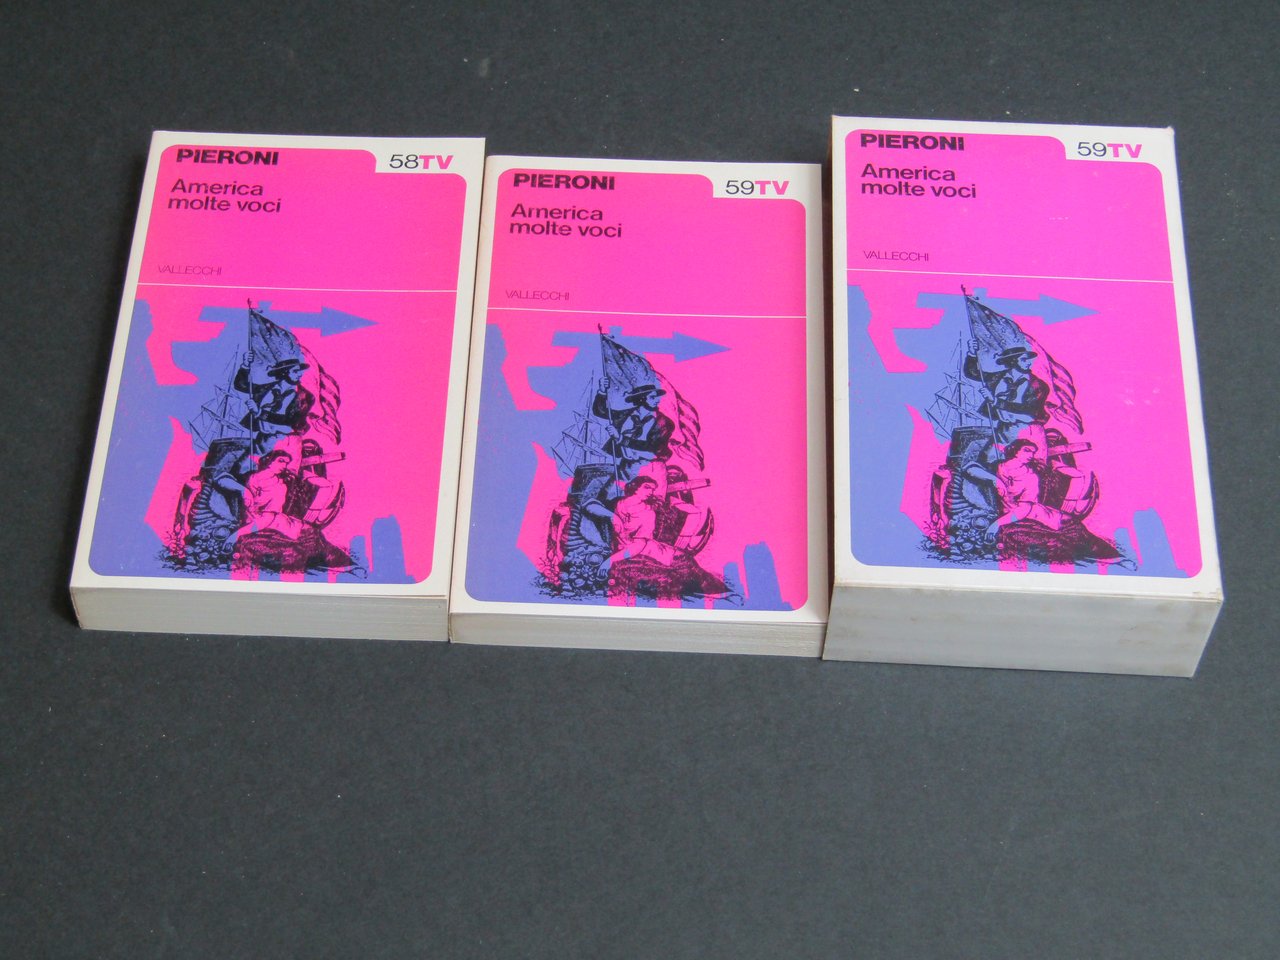 PIERONI
58TV
America
molte voci
VALLECCHI
PIERONI
59TV
America
molte voci
VALLECCHI
PIERONI
59TV
America
molte voci
VALLECCHI